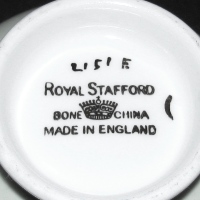 ROYAL STAFFORD
BONE CHINA
MADE IN ENGLAND